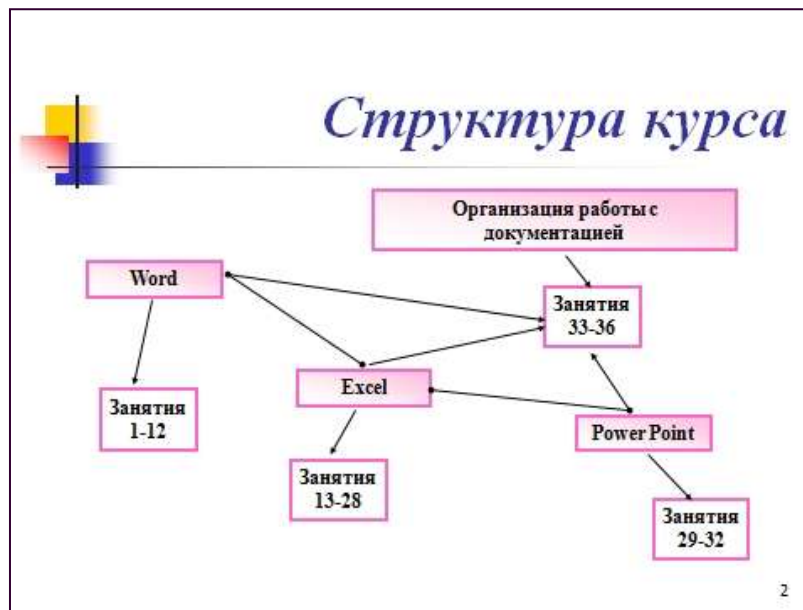 Структура курса
Организация работы с
документацией
Word
Занятия
33-36
Excel
Занятия
1-12
Power Point
Занятия
13-28
Занятия
29-32
2